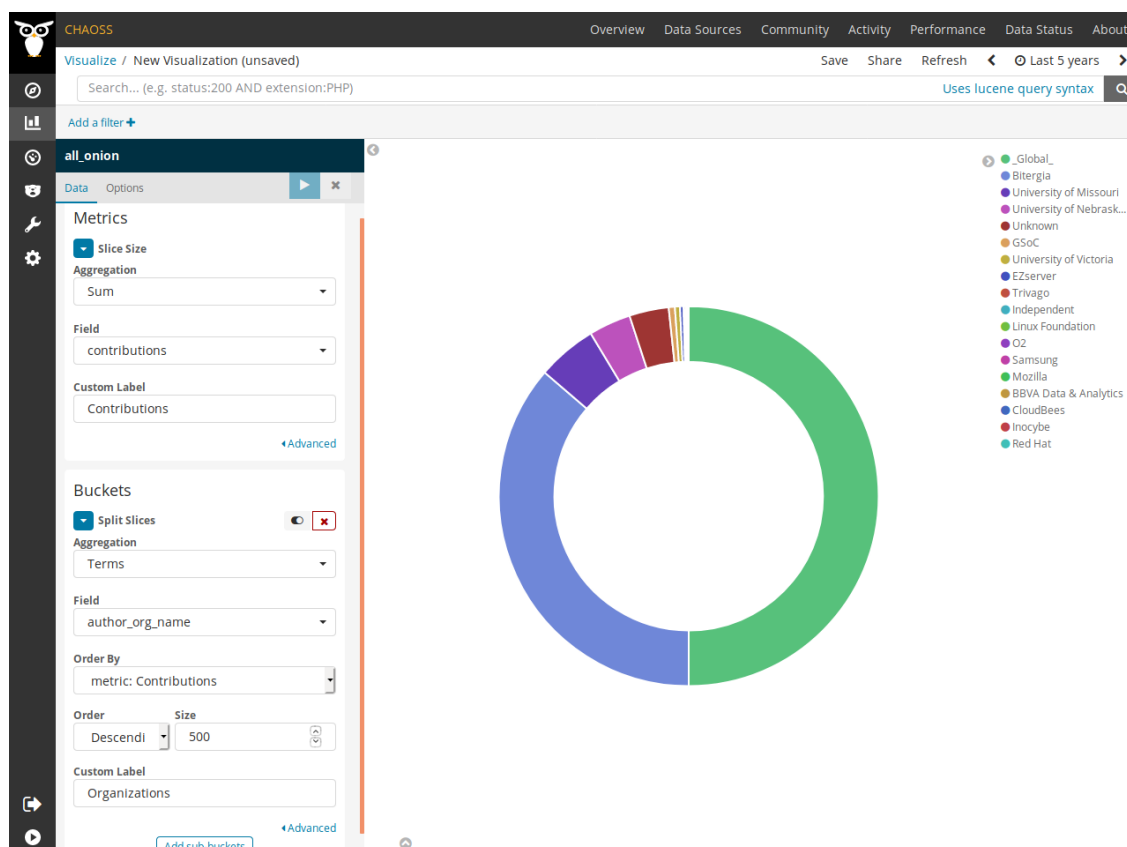 CHAOSS
Overview Data Sources Community Activity Performance Data Status About
Visualize / New Visualization (unsaved)
Save Share Refresh Last 5 years
Search... (e.g. status:200 AND extension:PHP)
Uses lucene query syntax
Add a filter
all_onion
Data Options
Metrics
Slice Size
Aggregation
Sum
Field
contributions
Custom Label
Contributions
Advanced
Buckets
Split Slices
Aggregation
Terms
Field
author_org_name
Order By
metric: Contributions
Order Size
Descendi 500
Custom Label
Organizations
Advanced
Add sub-buckets
_Global_
Bitergia
University of Missouri
University of Nebrask...
Unknown
GSoC
University of Victoria
EZserver
Trivago
Independent
Linux Foundation
O2
Samsung
Mozilla
BBVA Data & Analytics
CloudBees
Inocybe
Red Hat